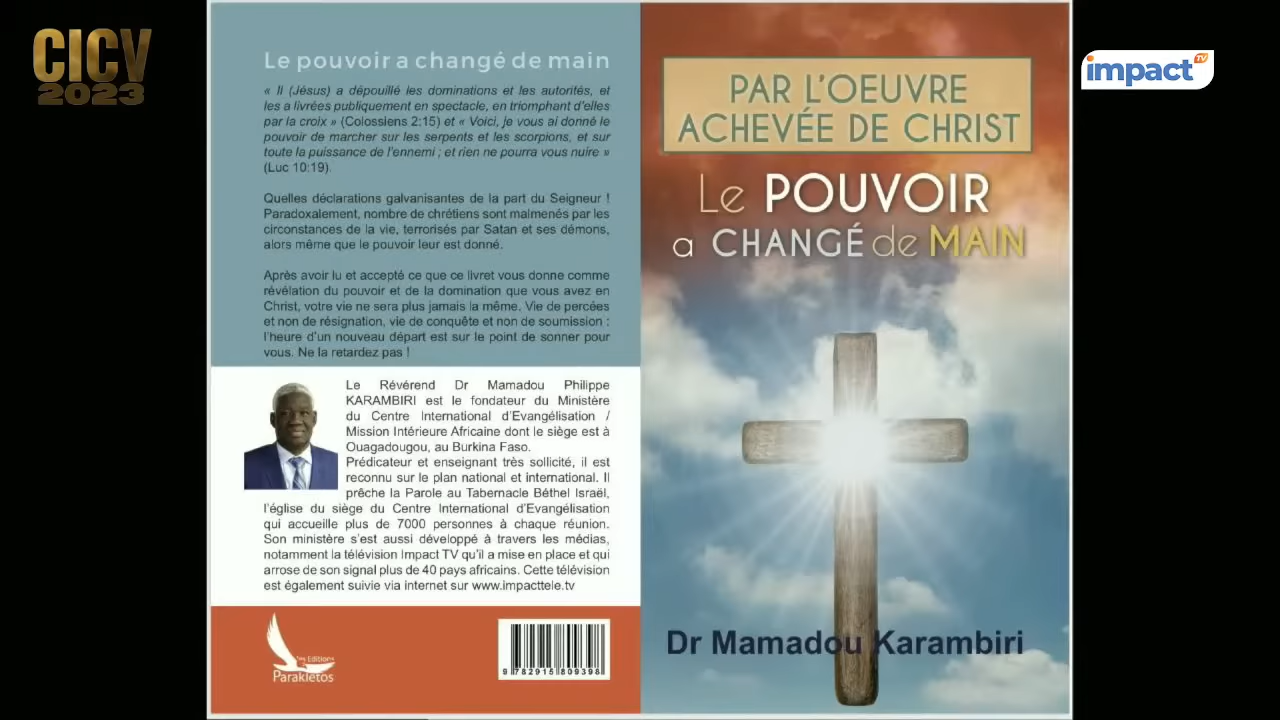 CICV
2023
impact TV
Le pouvoir a changé de main
« Il (Jésus) a dépouillé les dominations et les autorités, et
les a livrées publiquement en spectacle, en triomphant d'elles
par la croix » (Colossiens 2:15) et « Voici, je vous ai donné le
pouvoir de marcher sur les serpents et les scorpions, et sur
toute la puissance de l'ennemi ; et rien ne pourra vous nuire »
(Luc 10:19).
Quelles déclarations galvanisantes de la part du Seigneur !
Paradoxalement, nombre de chrétiens sont malmenés par les
circonstances de la vie, terrorisés par Satan et ses démons,
alors même que le pouvoir leur est donné.
Après avoir lu et accepté ce que ce livret vous donne comme
révélation du pouvoir et de la domination que vous avez en
Christ, votre vie ne sera plus jamais la même. Vie de percées
et non de résignation, vie de conquête et non de soumission :
l'heure d'un nouveau départ est sur le point de sonner pour
vous. Ne la retardez pas !
Le Révérend Dr Mamadou Philippe
KARAMBIRI est le fondateur du Ministère
du Centre International d'Evangélisation /
Mission Intérieure Africaine dont le siège est à
Ouagadougou, au Burkina Faso.
Prédicateur et enseignant très sollicité, il est
reconnu sur le plan national et international. Il
prêche la Parole au Tabernacle Béthel Israël,
l'église du siège du Centre International d'Evangélisation
qui accueille plus de 7000 personnes à chaque réunion.
Son ministère s'est aussi développé à travers les médias,
notamment la télévision Impact TV qu'il a mise en place et qui
arrose de son signal plus de 40 pays africains. Cette télévision
est également suivie via internet sur www.impacttele.tv
les Editions
Parakletos
9 782915 809398
PAR L'OEUVRE
ACHEVÉE DE CHRIST
Le POUVOIR
a CHANGÉ de MAIN
Dr Mamadou Karambiri